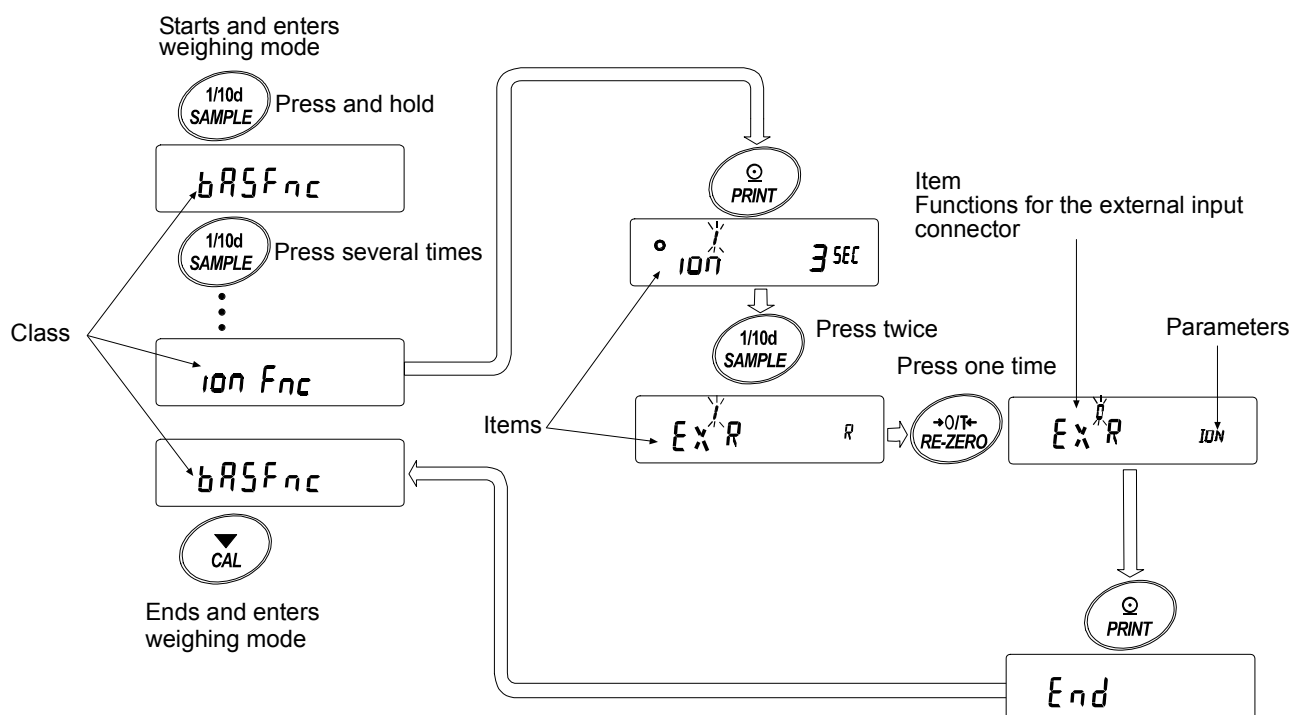 Starts and enters
weighing mode
1/10d
SAMPLE
Press and hold
bASFnc
1/10d
SAMPLE
Press several times
Class
ion Fnc
bASFnc
CAL
Ends and enters
weighing mode
PRINT
ion 1
3 SEC
1/10d
SAMPLE
Press twice
Items
Ex 1 R
R
Press one time
→0/T←
RE-ZERO
Item
Functions for the external input
connector
Parameters
Ex 0 R
ION
PRINT
End